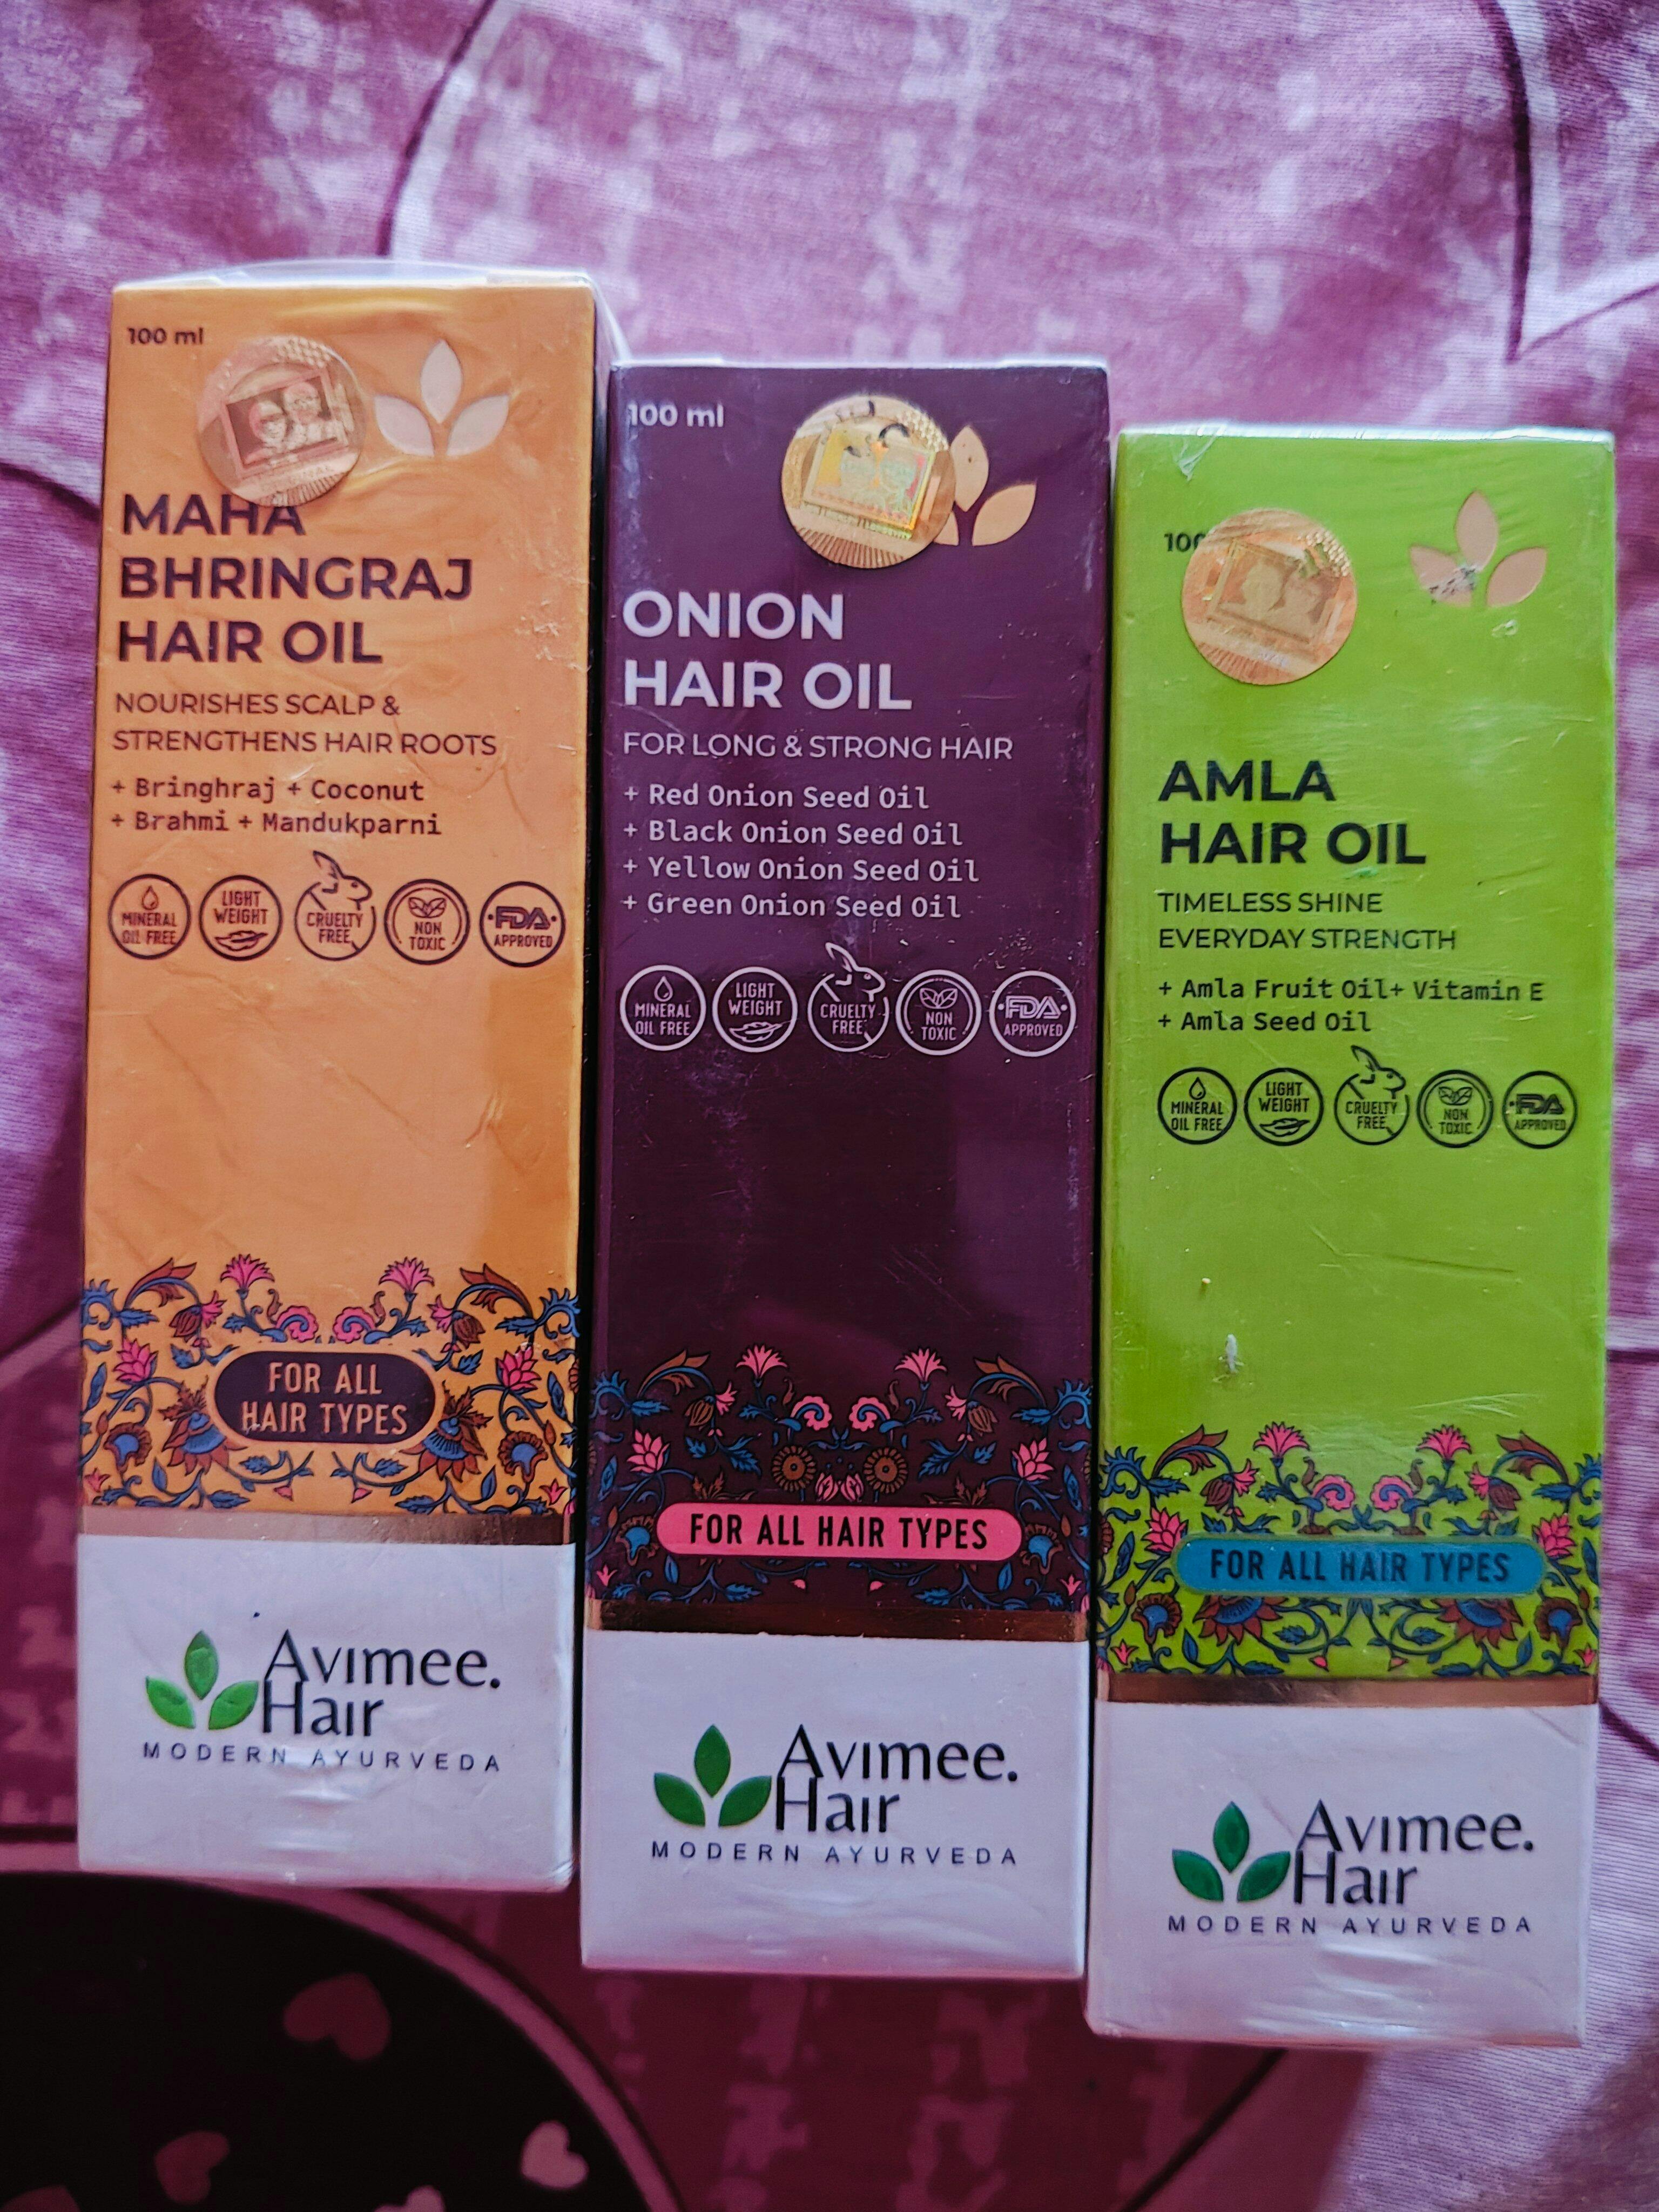 100 ml
MAHA
BHRINGRAJ
HAIR OIL
NOURISHES SCALP &
STRENGTHENS HAIR ROOTS
+ Bringhraj + Coconut
+ Brahmi + Mandukparni
MINERAL
OIL FREE
LIGHT
WEIGHT
CRUELTY
FREE
NON
TOXIC
FDA
APPROVED
FOR ALL
HAIR TYPES
Avimee.
Hair
MODERN AYURVEDA
100 ml
ONION
HAIR OIL
FOR LONG & STRONG HAIR
+ Red Onion Seed Oil
+ Black Onion Seed Oil
+ Yellow Onion Seed Oil
+ Green Onion Seed Oil
MINERAL
OIL FREE
LIGHT
WEIGHT
CRUELTY
FREE
NON
TOXIC
FDA
APPROVED
FOR ALL HAIR TYPES
Avimee.
Hair
MODERN AYURVEDA
AMLA
HAIR OIL
TIMELESS SHINE
EVERYDAY STRENGTH
+ Amla Fruit Oil+ Vitamin E
+ Amla Seed Oil
MINERAL
OIL FREE
LIGHT
WEIGHT
CRUELTY
FREE
NON
TOXIC
FDA
APPROVED
FOR ALL HAIR TYPES
Avimee.
Hair
MODERN AYURVEDA